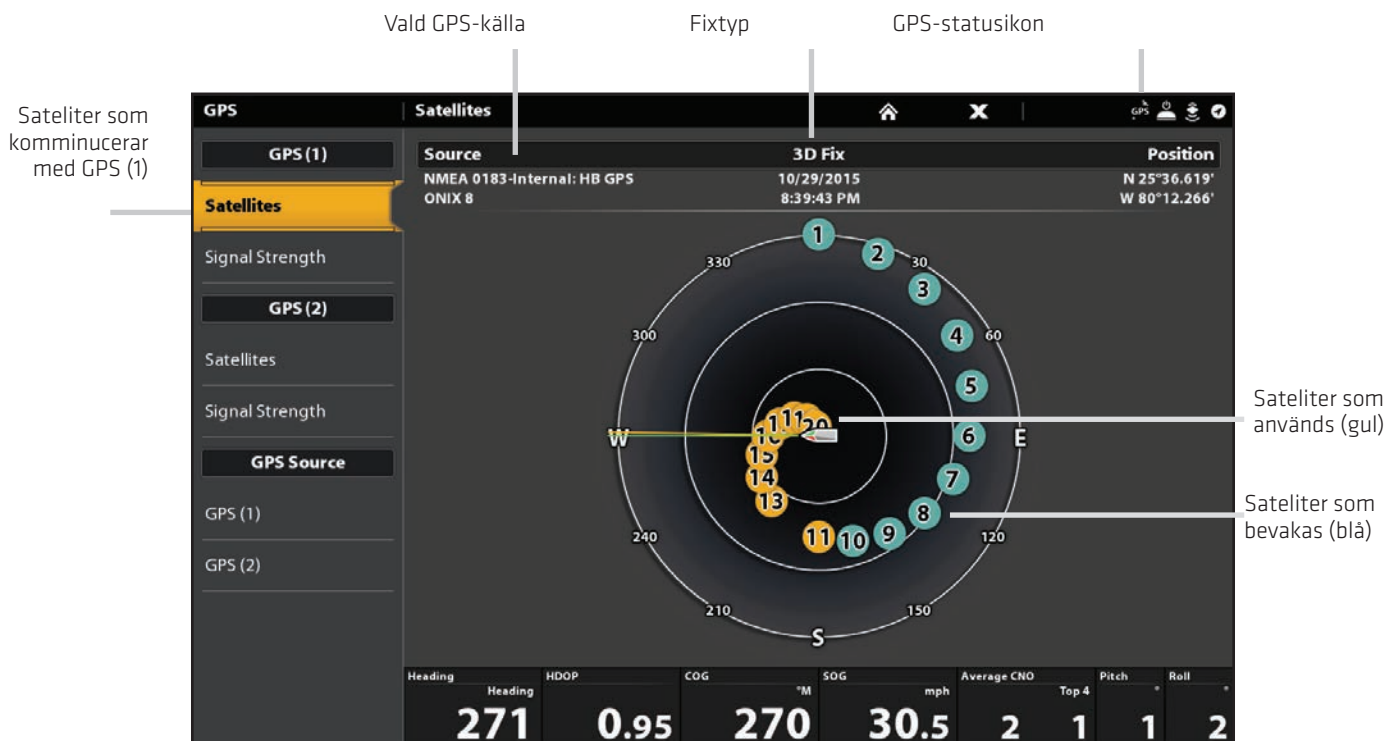 Vald GPS-källa
Fixtyp
GPS-statusikon
Sateliter som
komminucerar
med GPS (1)
GPS
Satellites
GPS
GPS (1)
Satellites
Signal Strength
GPS (2)
Satellites
Signal Strength
GPS Source
GPS (1)
GPS (2)
Source 3D Fix Position
NMEA 0183-Internal: HB GPS 10/29/2015 N 25°36.619'
ONIX 8 8:39:43 PM W 80°12.266'
1
2
330
30
3
300
4
60
5
20
W
6
E
15
14
7
13
8
11
10
9
240
120
210
150
S
Sateliter som
används (gul)
Sateliter som
bevakas (blå)
Heading HDOP COG SOG Average CNO Pitch Roll
Heading °M mph Top 4 ° °
271 0.95 270 30.5 2 1 1 2